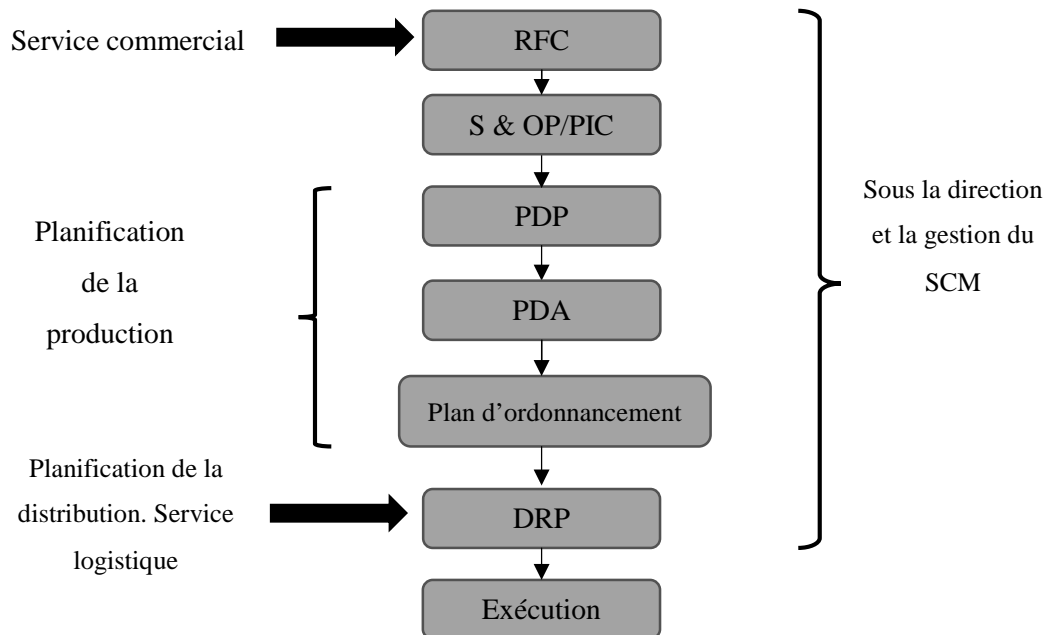 Service commercial
RFC
S & OP/PIC
Planification
de la
production
PDP
PDA
Plan d’ordonnancement
Planification de la
distribution. Service
logistique
DRP
Exécution
Sous la direction
et la gestion du
SCM